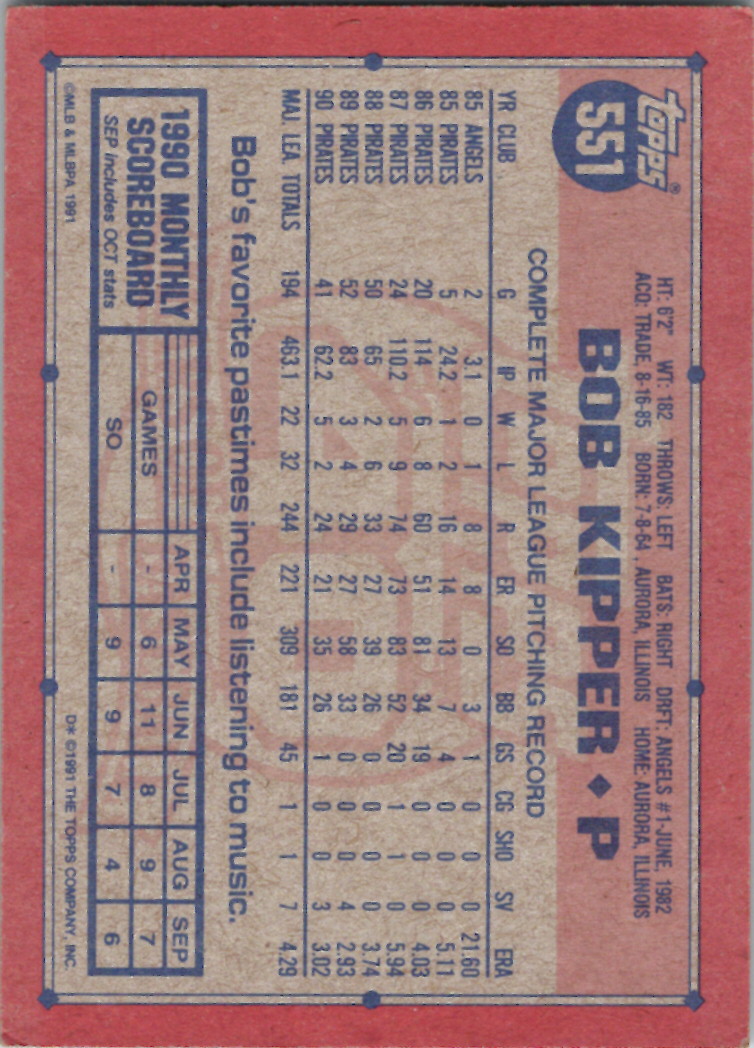 Topps®
551
HT: 6'2" WT: 182 THROWS: LEFT BATS: RIGHT DRFT: ANGELS #1-JUNE, 1982
ACQ: TRADE 8-16-85 BORN: 7-8-64, AURORA, ILLINOIS HOME: AURORA, ILLINOIS
BOB KIPPER ◆ P
COMPLETE MAJOR LEAGUE PITCHING RECORD
YR CLUB G IP W L R ER SO BB GS CG SHO SV ERA
85 ANGELS 2 3.1 0 1 8 8 0 3 1 0 0 0 21.60
85 PIRATES 5 24.2 1 2 16 14 13 7 4 0 0 0 5.11
86 PIRATES 20 114 6 8 60 51 81 34 19 0 0 0 4.03
87 PIRATES 24 110.2 5 9 74 73 83 52 20 1 1 0 5.94
88 PIRATES 50 65 2 6 33 27 39 26 0 0 0 0 3.74
89 PIRATES 52 83 3 4 29 27 58 33 0 0 0 4 2.93
90 PIRATES 41 62.2 5 2 24 21 35 26 1 0 0 3 3.02
MAJ. LEA. TOTALS 194 463.1 22 32 244 221 309 181 45 1 1 7 4.29
Bob's favorite pastimes include listening to music.
1990 MONTHLY
SCOREBOARD
SEP includes OCT stats
APR MAY JUN JUL AUG SEP
GAMES - 6 11 8 9 7
SO - 9 9 7 4 6
©MLB & MLBPA 1991
D* ©1991 THE TOPPS COMPANY, INC.